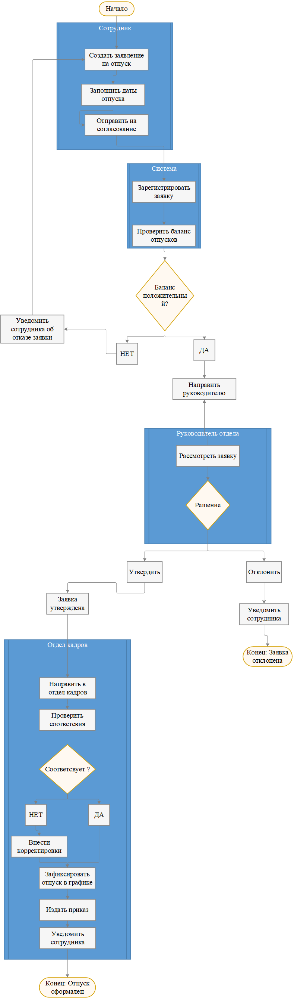 Начало
Сотрудник
Создать заявление
на отпуск
Заполнить даты
отпуска
Отправить на
согласование
Система
Зарегистрировать
заявку
Проверить баланс
отпусков
Баланс
положительны
й?
Уведомить
сотрудника об
отказе заявки
НЕТ
ДА
Направить
руководителю
Руководитель отдела
Рассмотреть заявку
Решение
Утвердить
Отклонить
Заявка
утверждена
Уведомить
сотрудника
Конец: Заявка
отклонена
Отдел кадров
Направить в
отдел кадров
Проверить
соответсвия
Соответсвует ?
НЕТ
ДА
Внести
корректировки
Зафиксировать
отпуск в графике
Издать приказ
Уведомить
сотрудника
Конец: Отпуск
оформален